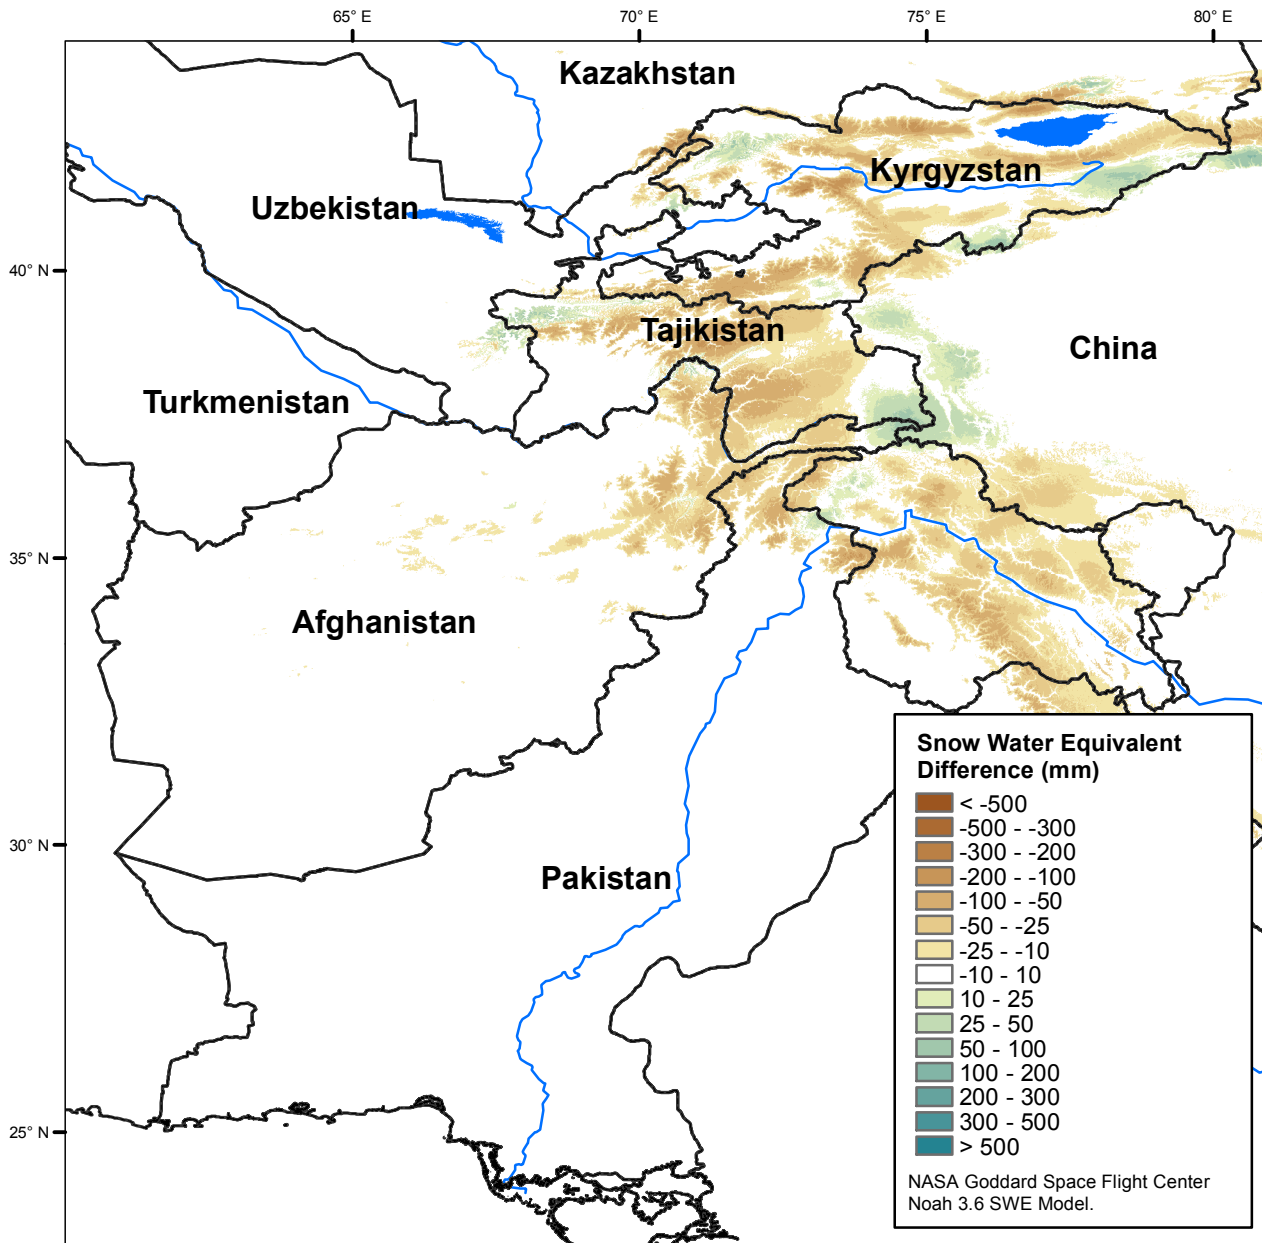 65° E 70° E 75° E 80° E
Kazakhstan
Kyrgyzstan
Uzbekistan
40° N
Tajikistan
China
Turkmenistan
35° N
Afghanistan
Snow Water Equivalent
Difference (mm)
< -500
-500 - -300
-300 - -200
-200 - -100
-100 - -50
-50 - -25
-25 - -10
-10 - 10
10 - 25
25 - 50
50 - 100
100 - 200
200 - 300
300 - 500
> 500
NASA Goddard Space Flight Center
Noah 3.6 SWE Model.
30° N
Pakistan
25° N